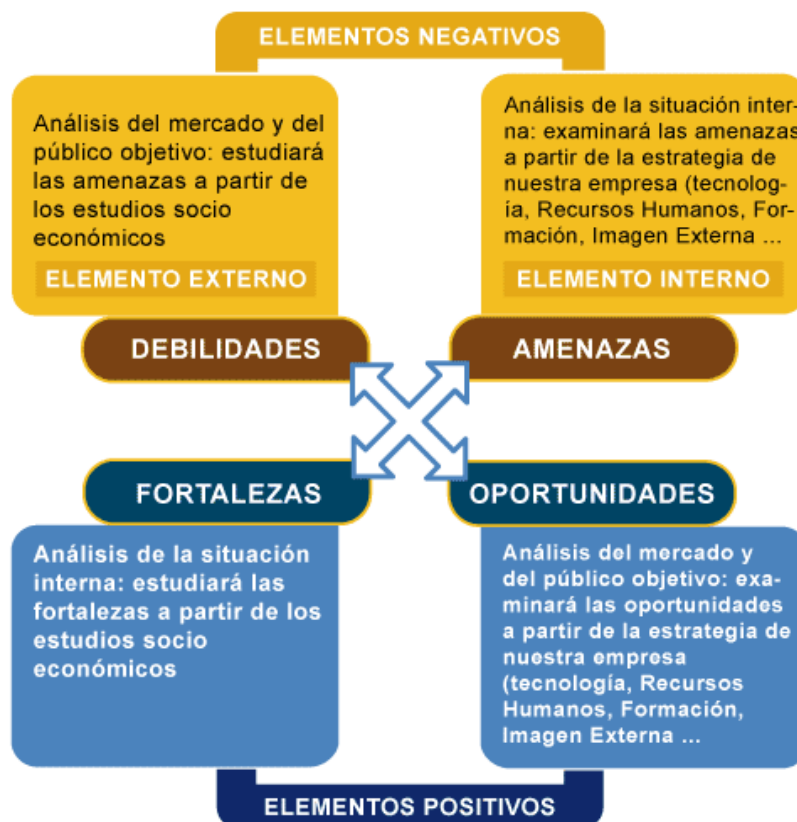 ELEMENTOS NEGATIVOS
Análisis del mercado y del
público objetivo: estudiará
las amenazas a partir de
los estudios socio
económicos
ELEMENTO EXTERNO
DEBILIDADES
Análisis de la situación inter-
na: examinará las amenazas
a partir de la estrategia de
nuestra empresa (tecnolog-
ía, Recursos Humanos, For-
mación, Imagen Externa ...
ELEMENTO INTERNO
AMENAZAS
FORTALEZAS
Análisis de la situación
interna: estudiará las
fortalezas a partir de los
estudios socio
económicos
OPORTUNIDADES
Análisis del mercado y
del público objetivo: exa-
minará las oportunidades
a partir de la estrategia de
nuestra empresa
(tecnología, Recursos
Humanos, Formación,
Imagen Externa ...
ELEMENTOS POSITIVOS